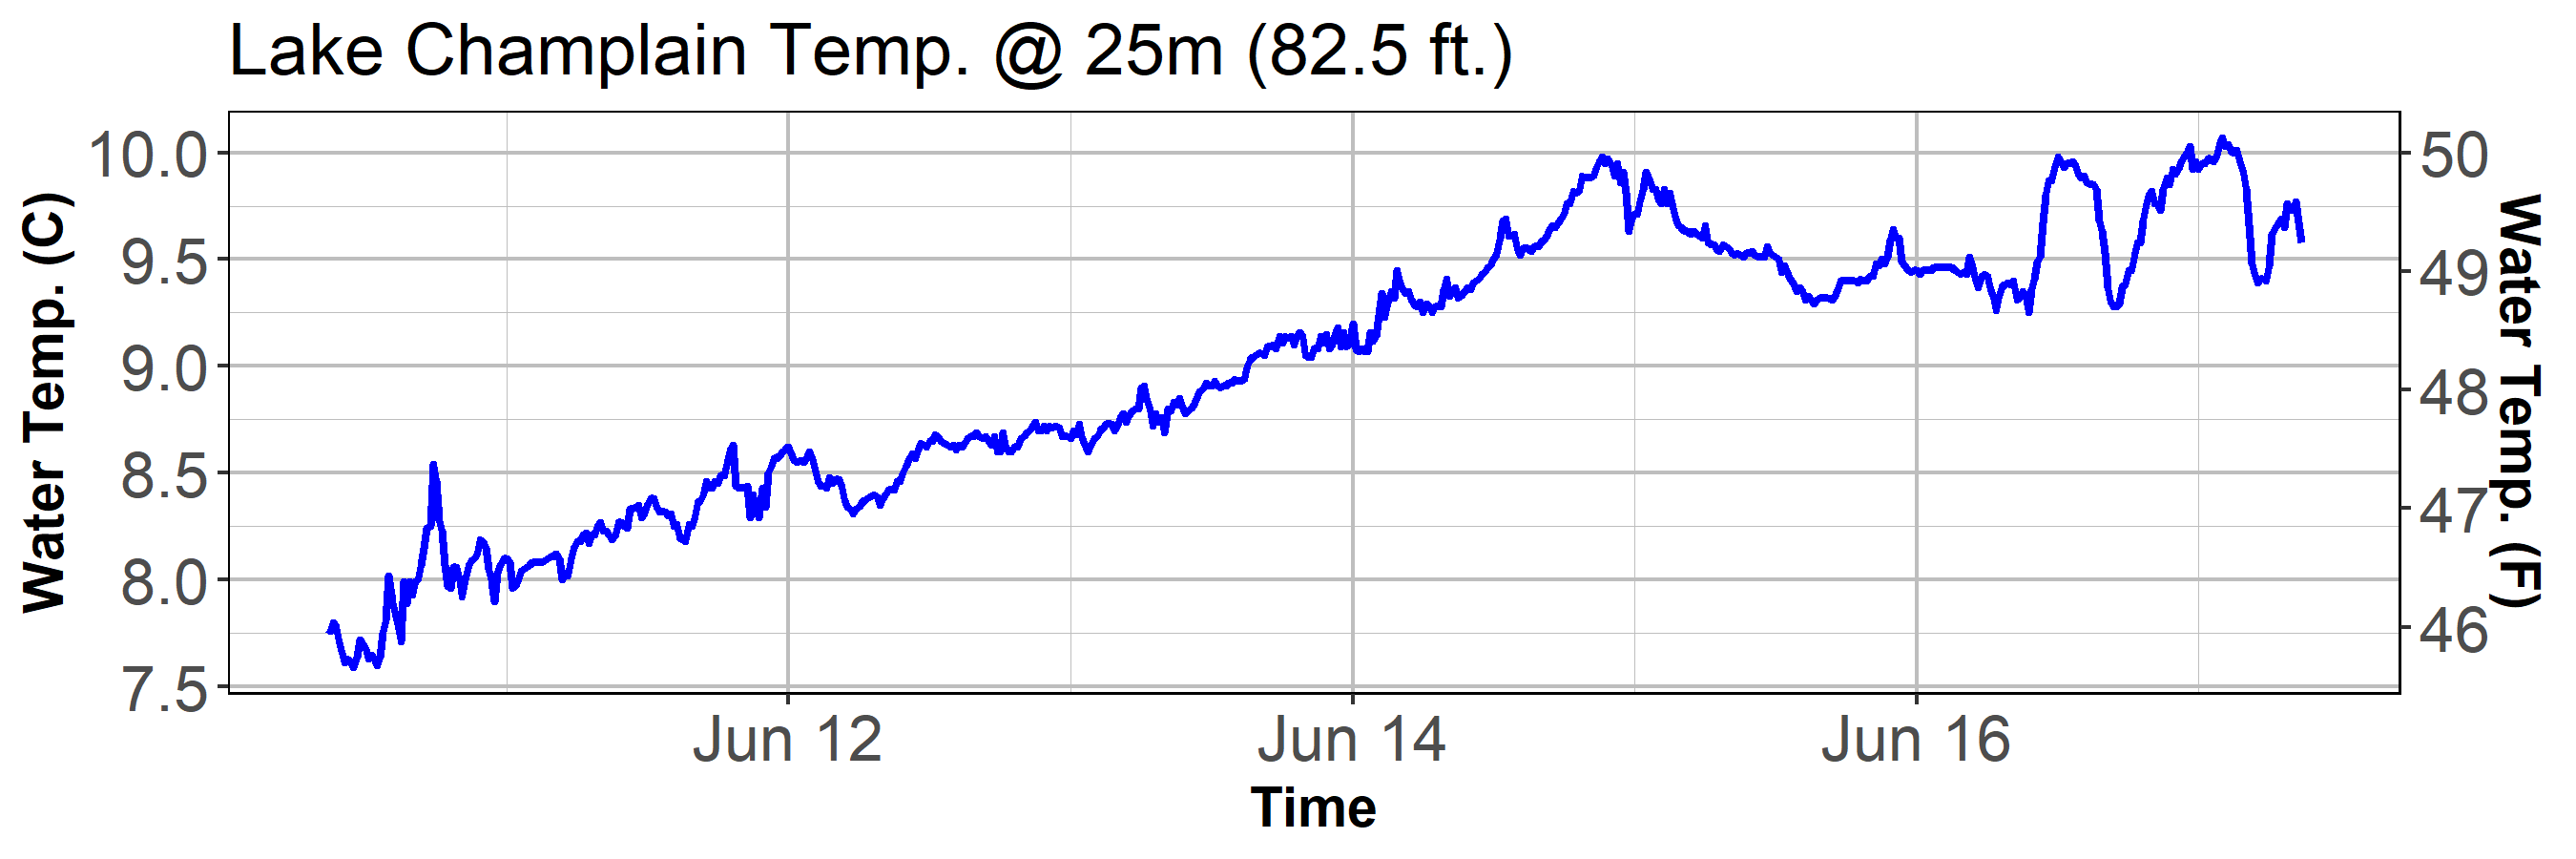 Lake Champlain Temp. @ 25m (82.5 ft.)
Water Temp. (C)
10.0
9.5
9.0
8.5
8.0
7.5
50
49
48
47
46
Water Temp. (F)
Jun 12 Jun 14 Jun 16
Time